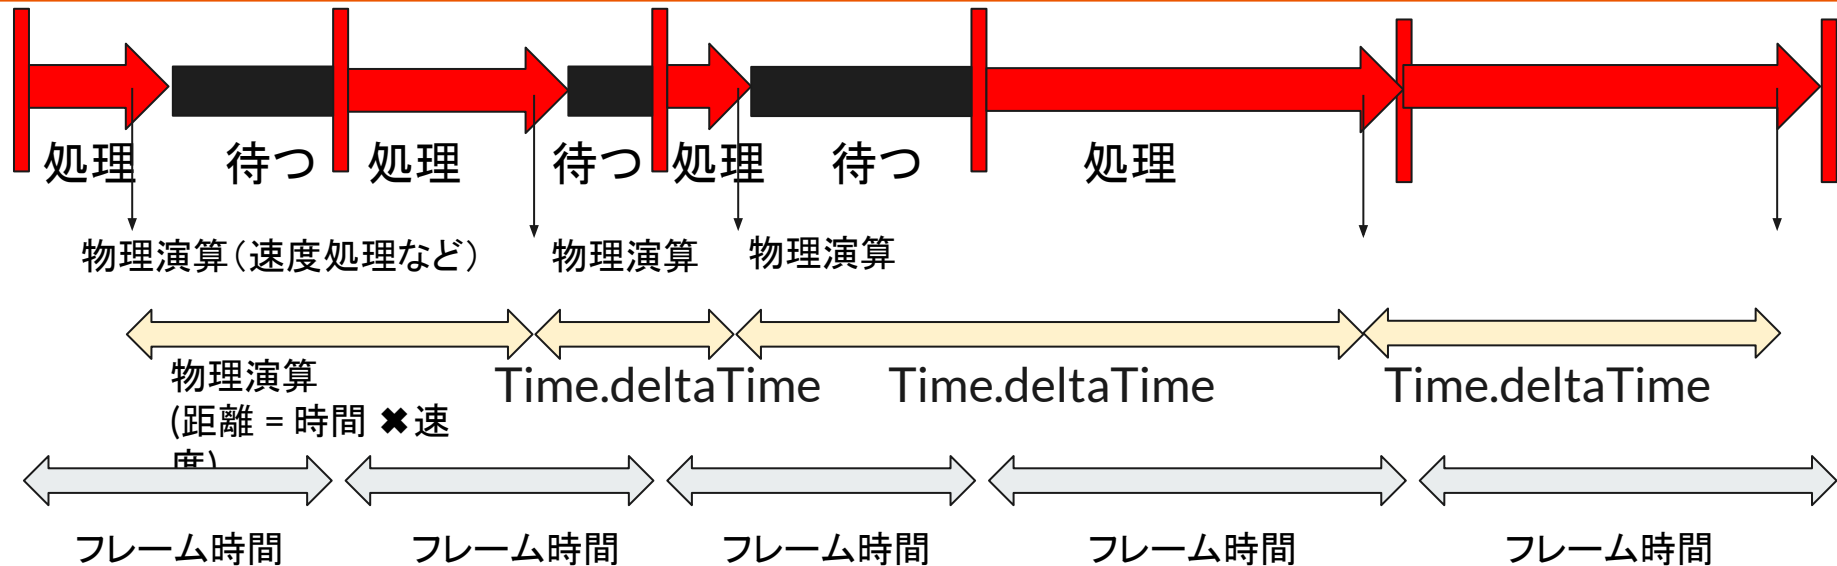 処理
待つ
処理
待つ
処理
待つ
処理
物理演算（速度処理など）
物理演算
物理演算
物理演算
(距離 = 時間 ✖速
度)
Time.deltaTime
Time.deltaTime
Time.deltaTime
フレーム時間
フレーム時間
フレーム時間
フレーム時間
フレーム時間